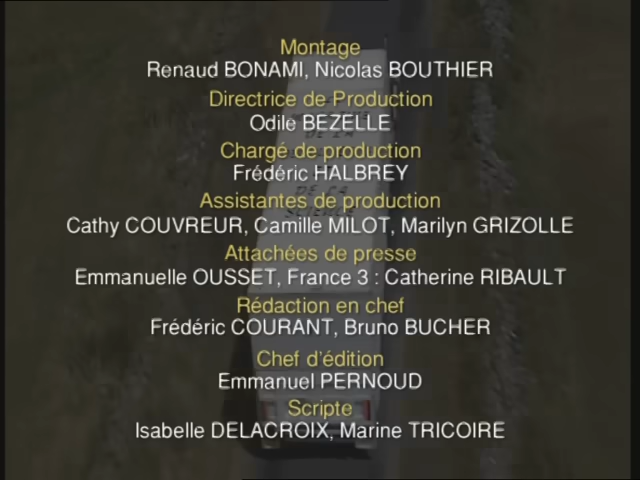 Montage
Renaud BONAMI, Nicolas BOUTHIER
Directrice de Production
Odile BEZELLE
Chargé de production
Frédéric HALBREY
Assistantes de production
Cathy COUVREUR, Camille MILOT, Marilyn GRIZOLLE
Attachées de presse
Emmanuelle OUSSET, France 3 : Catherine RIBAULT
Rédaction en chef
Frédéric COURANT, Bruno BUCHER
Chef d'édition
Emmanuel PERNOUD
Scripte
Isabelle DELACROIX, Marine TRICOIRE